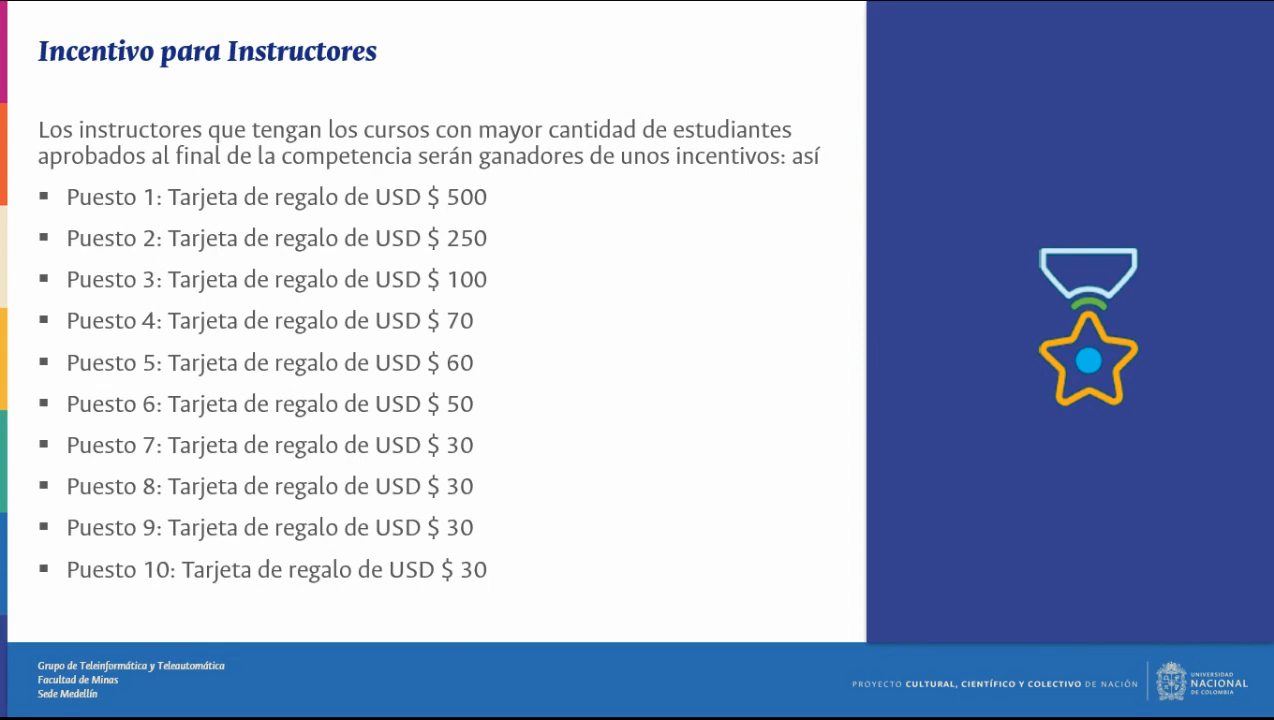 Incentivo para Instructores
Los instructores que tengan los cursos con mayor cantidad de estudiantes
aprobados al final de la competencia serán ganadores de unos incentivos: así
▪ Puesto 1: Tarjeta de regalo de USD $ 500
▪ Puesto 2: Tarjeta de regalo de USD $ 250
▪ Puesto 3: Tarjeta de regalo de USD $ 100
▪ Puesto 4: Tarjeta de regalo de USD $ 70
▪ Puesto 5: Tarjeta de regalo de USD $ 60
▪ Puesto 6: Tarjeta de regalo de USD $ 50
▪ Puesto 7: Tarjeta de regalo de USD $ 30
▪ Puesto 8: Tarjeta de regalo de USD $ 30
▪ Puesto 9: Tarjeta de regalo de USD $ 30
▪ Puesto 10: Tarjeta de regalo de USD $ 30
Grupo de Teleinformática y Teleautomática
Facultad de Minas
Sede Medellín
PROYECTO CULTURAL, CIENTÍFICO Y COLECTIVO DE NACIÓN
UNIVERSIDAD
NACIONAL
DE COLOMBIA